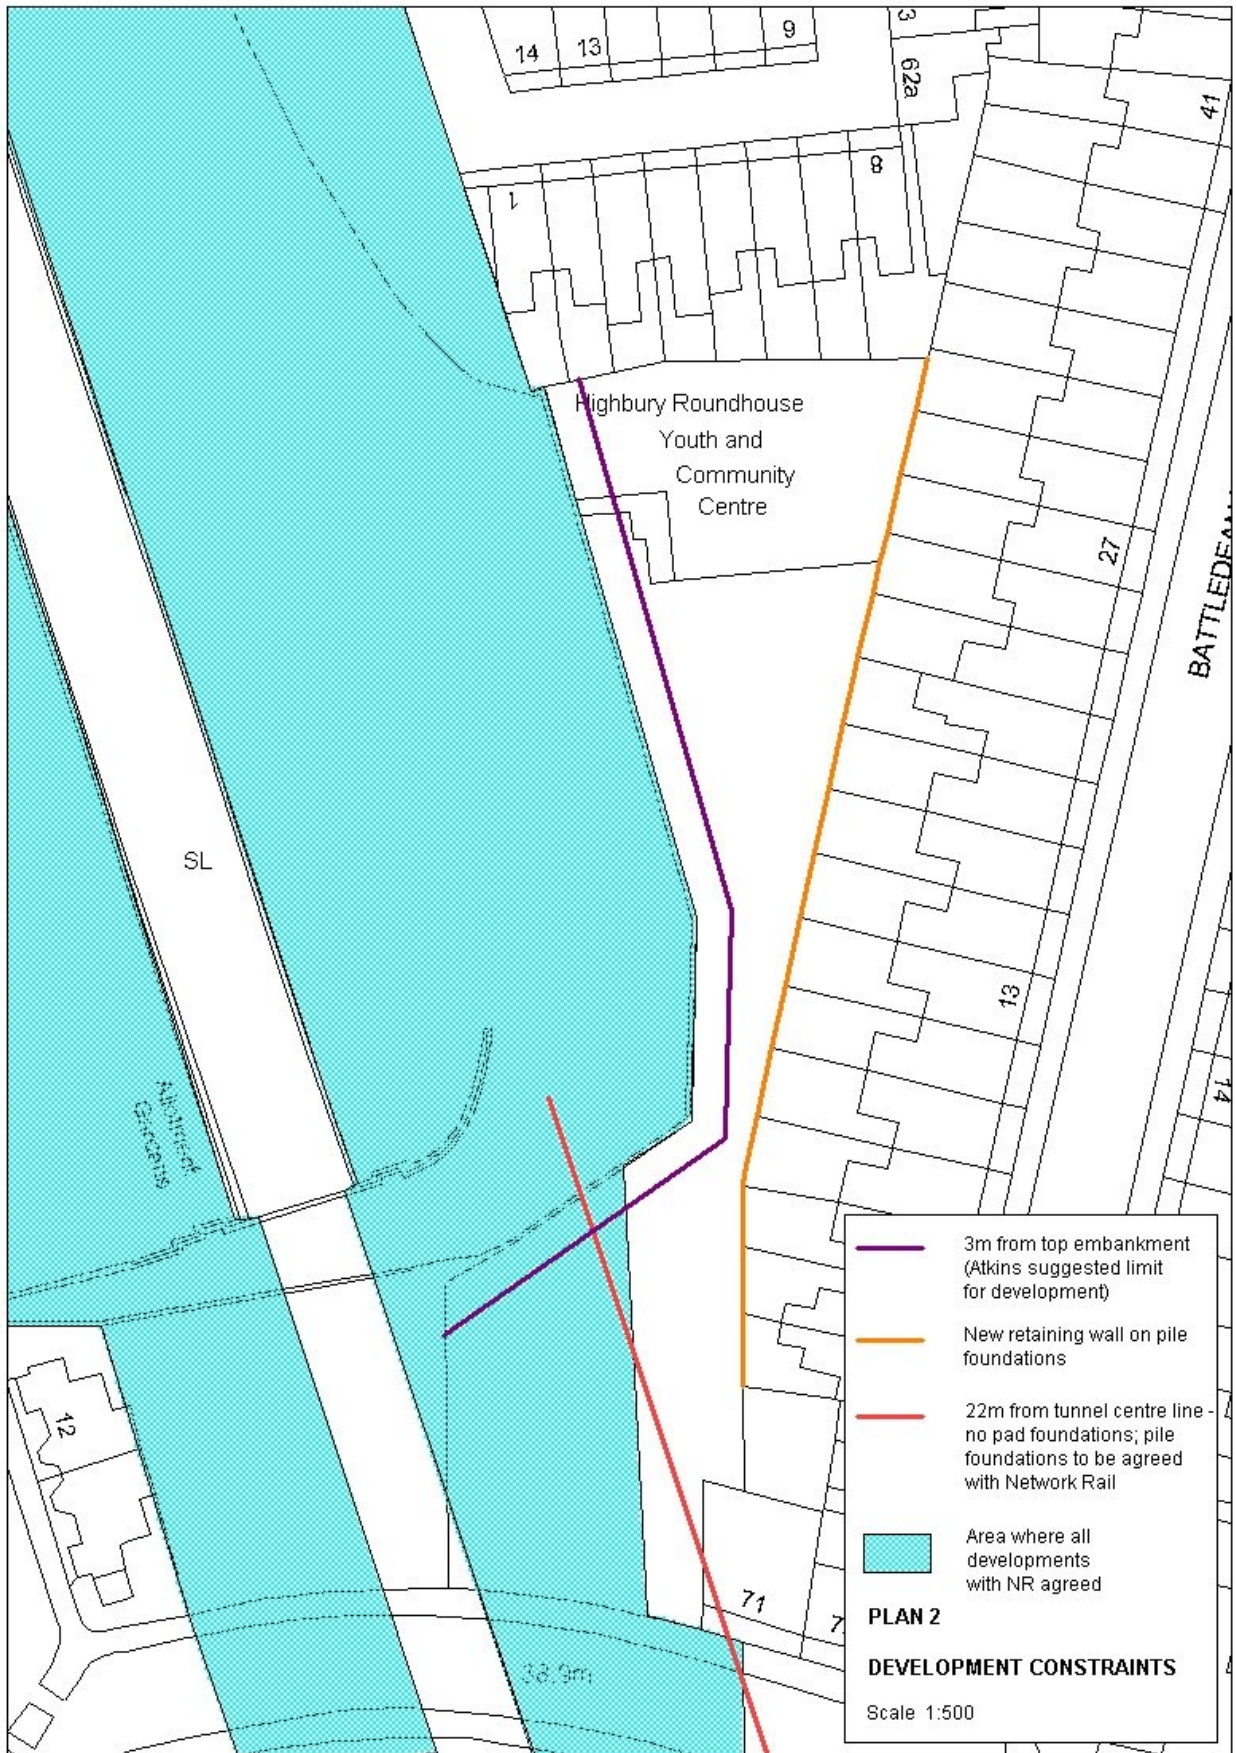 14
13
9
3
62a
41
1
8
Highbury Roundhouse
Youth and
Community
Centre
27
SL
13
14
Gardens
12
3m from top embankment
(Atkins suggested limit
for development)
New retaining wall on pile
foundations
22m from tunnel centre line -
no pad foundations; pile
foundations to be agreed
with Network Rail
Area where all
developments
with NR agreed
71
38.9m
PLAN 2
DEVELOPMENT CONSTRAINTS
Scale 1:500